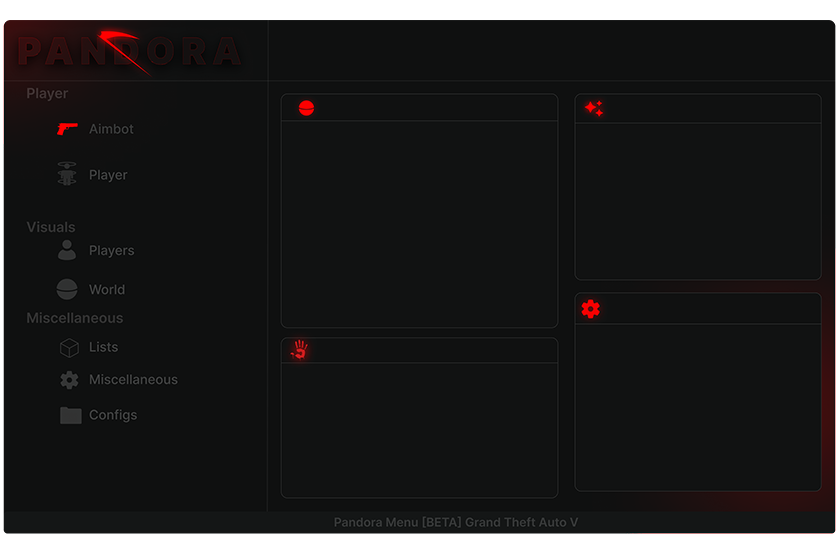 PANDORA
Player
Aimbot
Player
Visuals
Players
World
Miscellaneous
Lists
Miscellaneous
Configs
Pandora Menu [BETA] Grand Theft Auto V